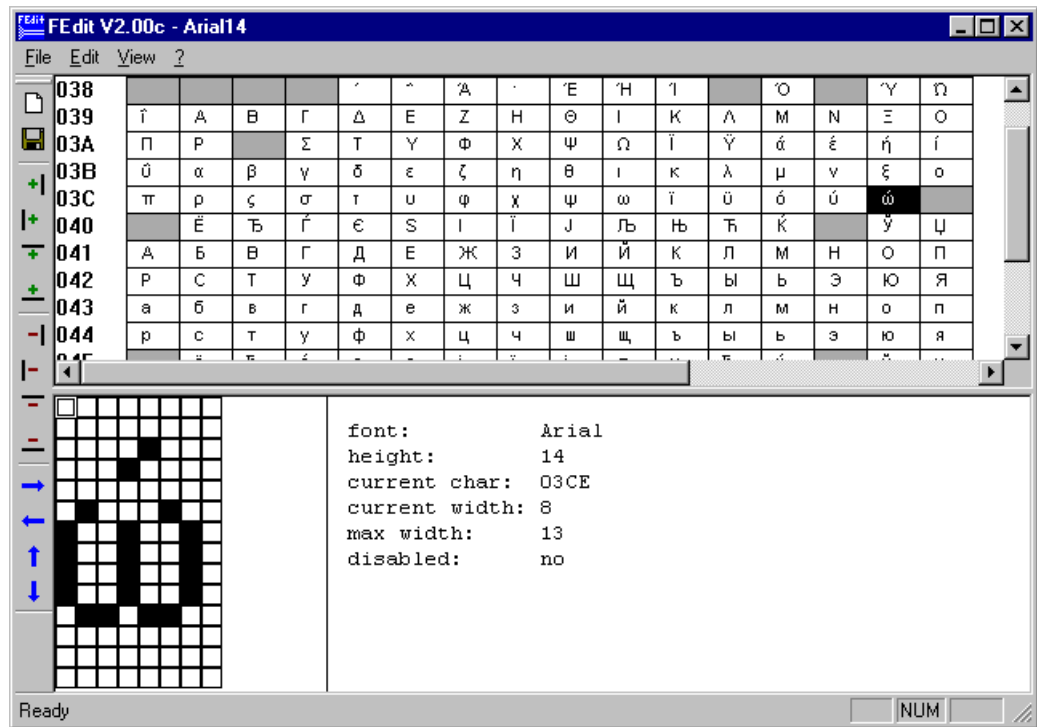 FEdit FEdit V2.00c - Arial14
File Edit View ?
038 ΄ ΅ Ά · Έ Ή Ί Ό Ύ Ώ
039 ΐ Α Β Γ Δ Ε Ζ Η Θ Ι Κ Λ Μ Ν Ξ Ο
03A Π Ρ Σ Τ Υ Φ Χ Ψ Ω Ϊ Ϋ ά έ ή ί
03B ΰ α β γ δ ε ζ η θ ι κ λ μ ν ξ ο
03C π ρ ς σ τ υ φ χ ψ ω ϊ ϋ ό ύ ώ
040 Ё Ђ Ѓ Є Ѕ І Ї Ј Љ Њ Ћ Ќ Ў Џ
041 А Б В Г Д Е Ж З И Й К Л М Н О П
042 Р С Т У Ф Х Ц Ч Ш Щ Ъ Ы Ь Э Ю Я
043 а б в г д е ж з и й к л м н о п
044 р с т у ф х ц ч ш щ ъ ы ь э ю я
font: Arial
height: 14
current char: 03CE
current width: 8
max width: 13
disabled: no
Ready NUM